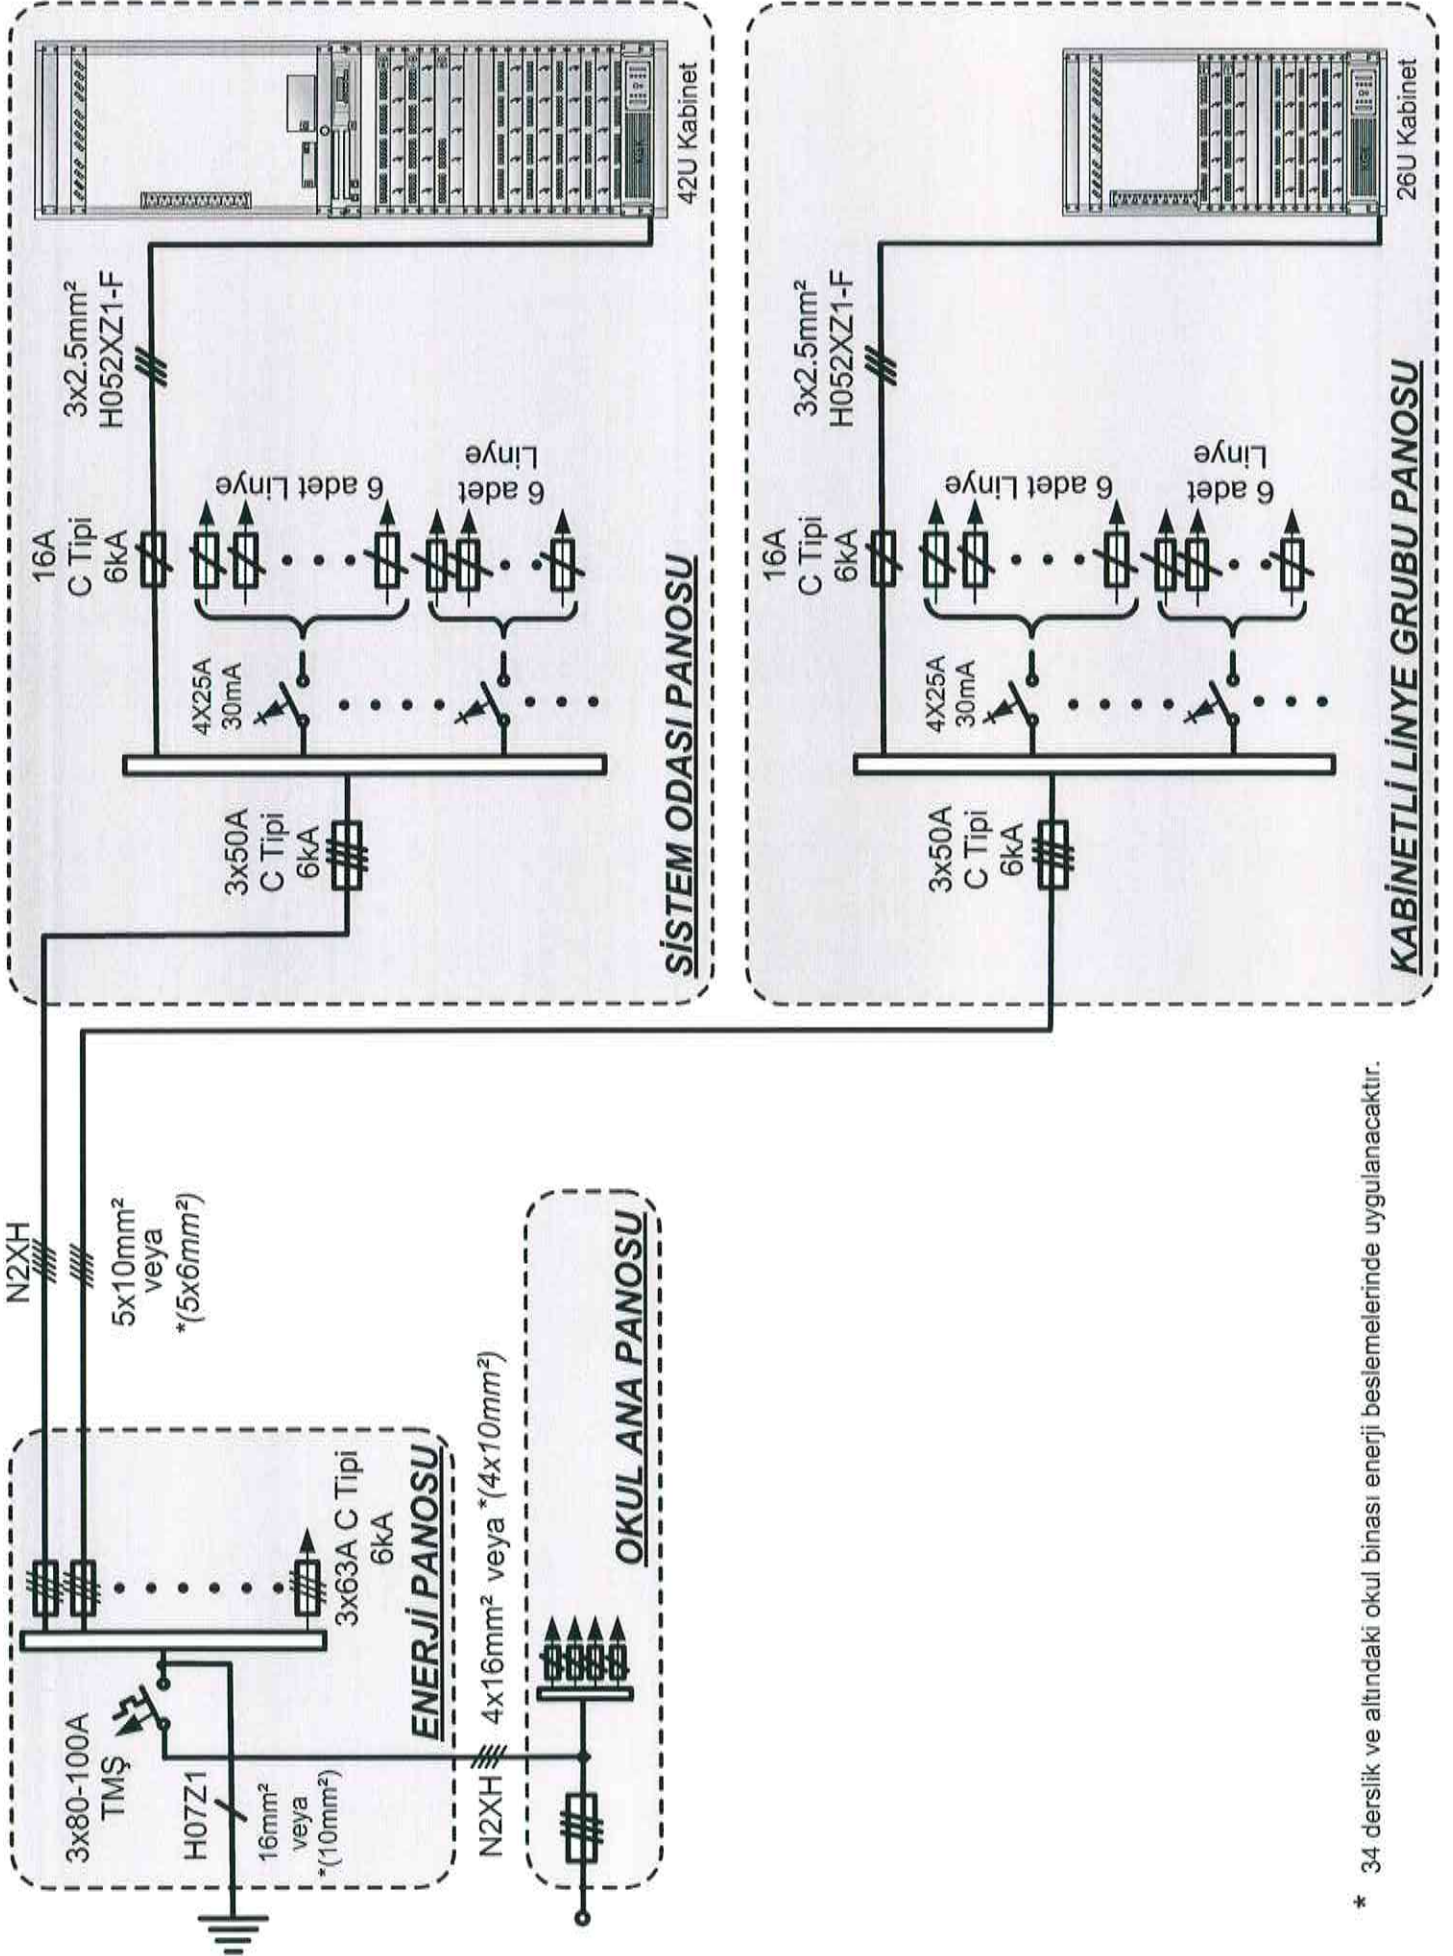 N2XH
5x10mm²
veya
*(5x6mm²)
3x80-100A
TMŞ
H07Z1
16mm²
veya
*(10mm²)
3x63A C Tipi
6kA
ENERJİ PANOSU
N2XH
4x16mm² veya *(4x10mm²)
OKUL ANA PANOSU
3x50A
C Tipi
6kA
4X25A
30mA
16A
C Tipi
6kA
3x2.5mm²
H052XZ1-F
6 adet Linye
6 adet
Linye
42U Kabinet
SİSTEM ODASI PANOSU
3x50A
C Tipi
6kA
4X25A
30mA
16A
C Tipi
6kA
3x2.5mm²
H052XZ1-F
6 adet Linye
6 adet
Linye
26U Kabinet
KABİNETLİ LİNYE GRUBU PANOSU
* 34 derslik ve altındaki okul binası enerji beslemelerinde uygulanacaktır.